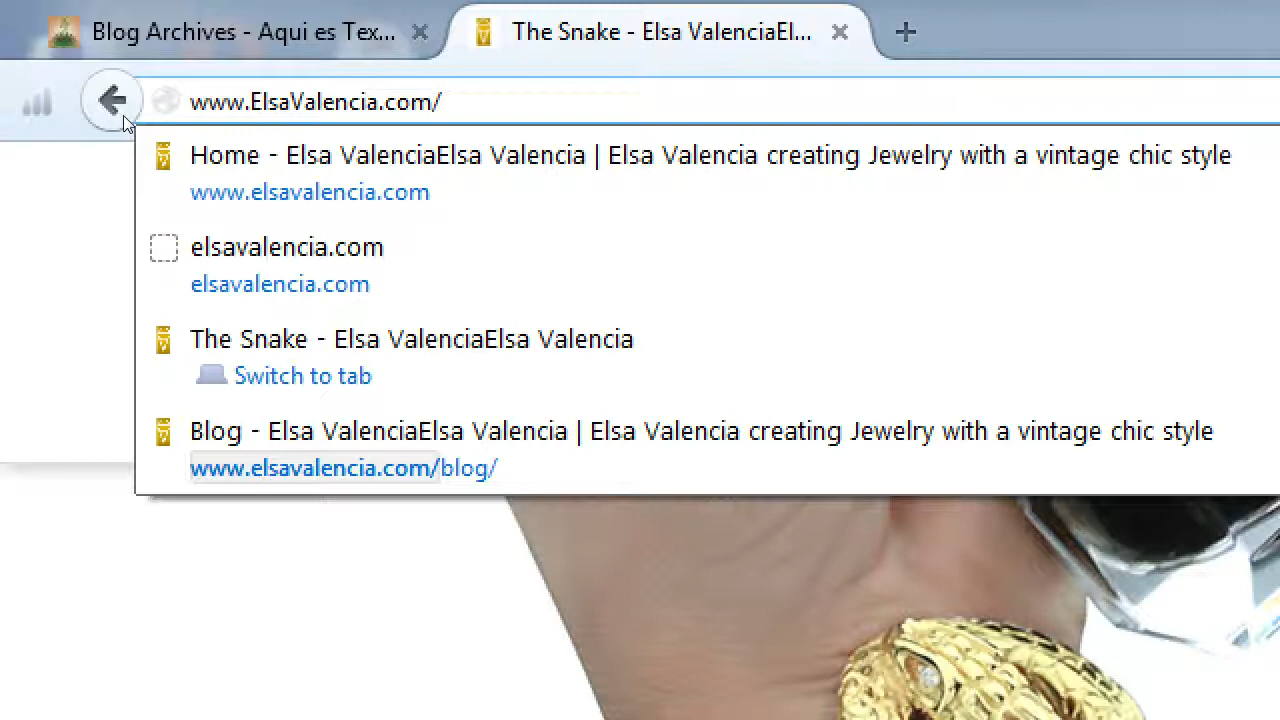 Blog Archives - Aqui es Tex...
The Snake - Elsa ValenciaEl...
www.ElsaValencia.com/
Home - Elsa ValenciaElsa Valencia | Elsa Valencia creating Jewelry with a vintage chic style
www.elsavalencia.com
elsavalencia.com
elsavalencia.com
The Snake - Elsa ValenciaElsa Valencia
Switch to tab
Blog - Elsa ValenciaElsa Valencia | Elsa Valencia creating Jewelry with a vintage chic style
www.elsavalencia.com/blog/